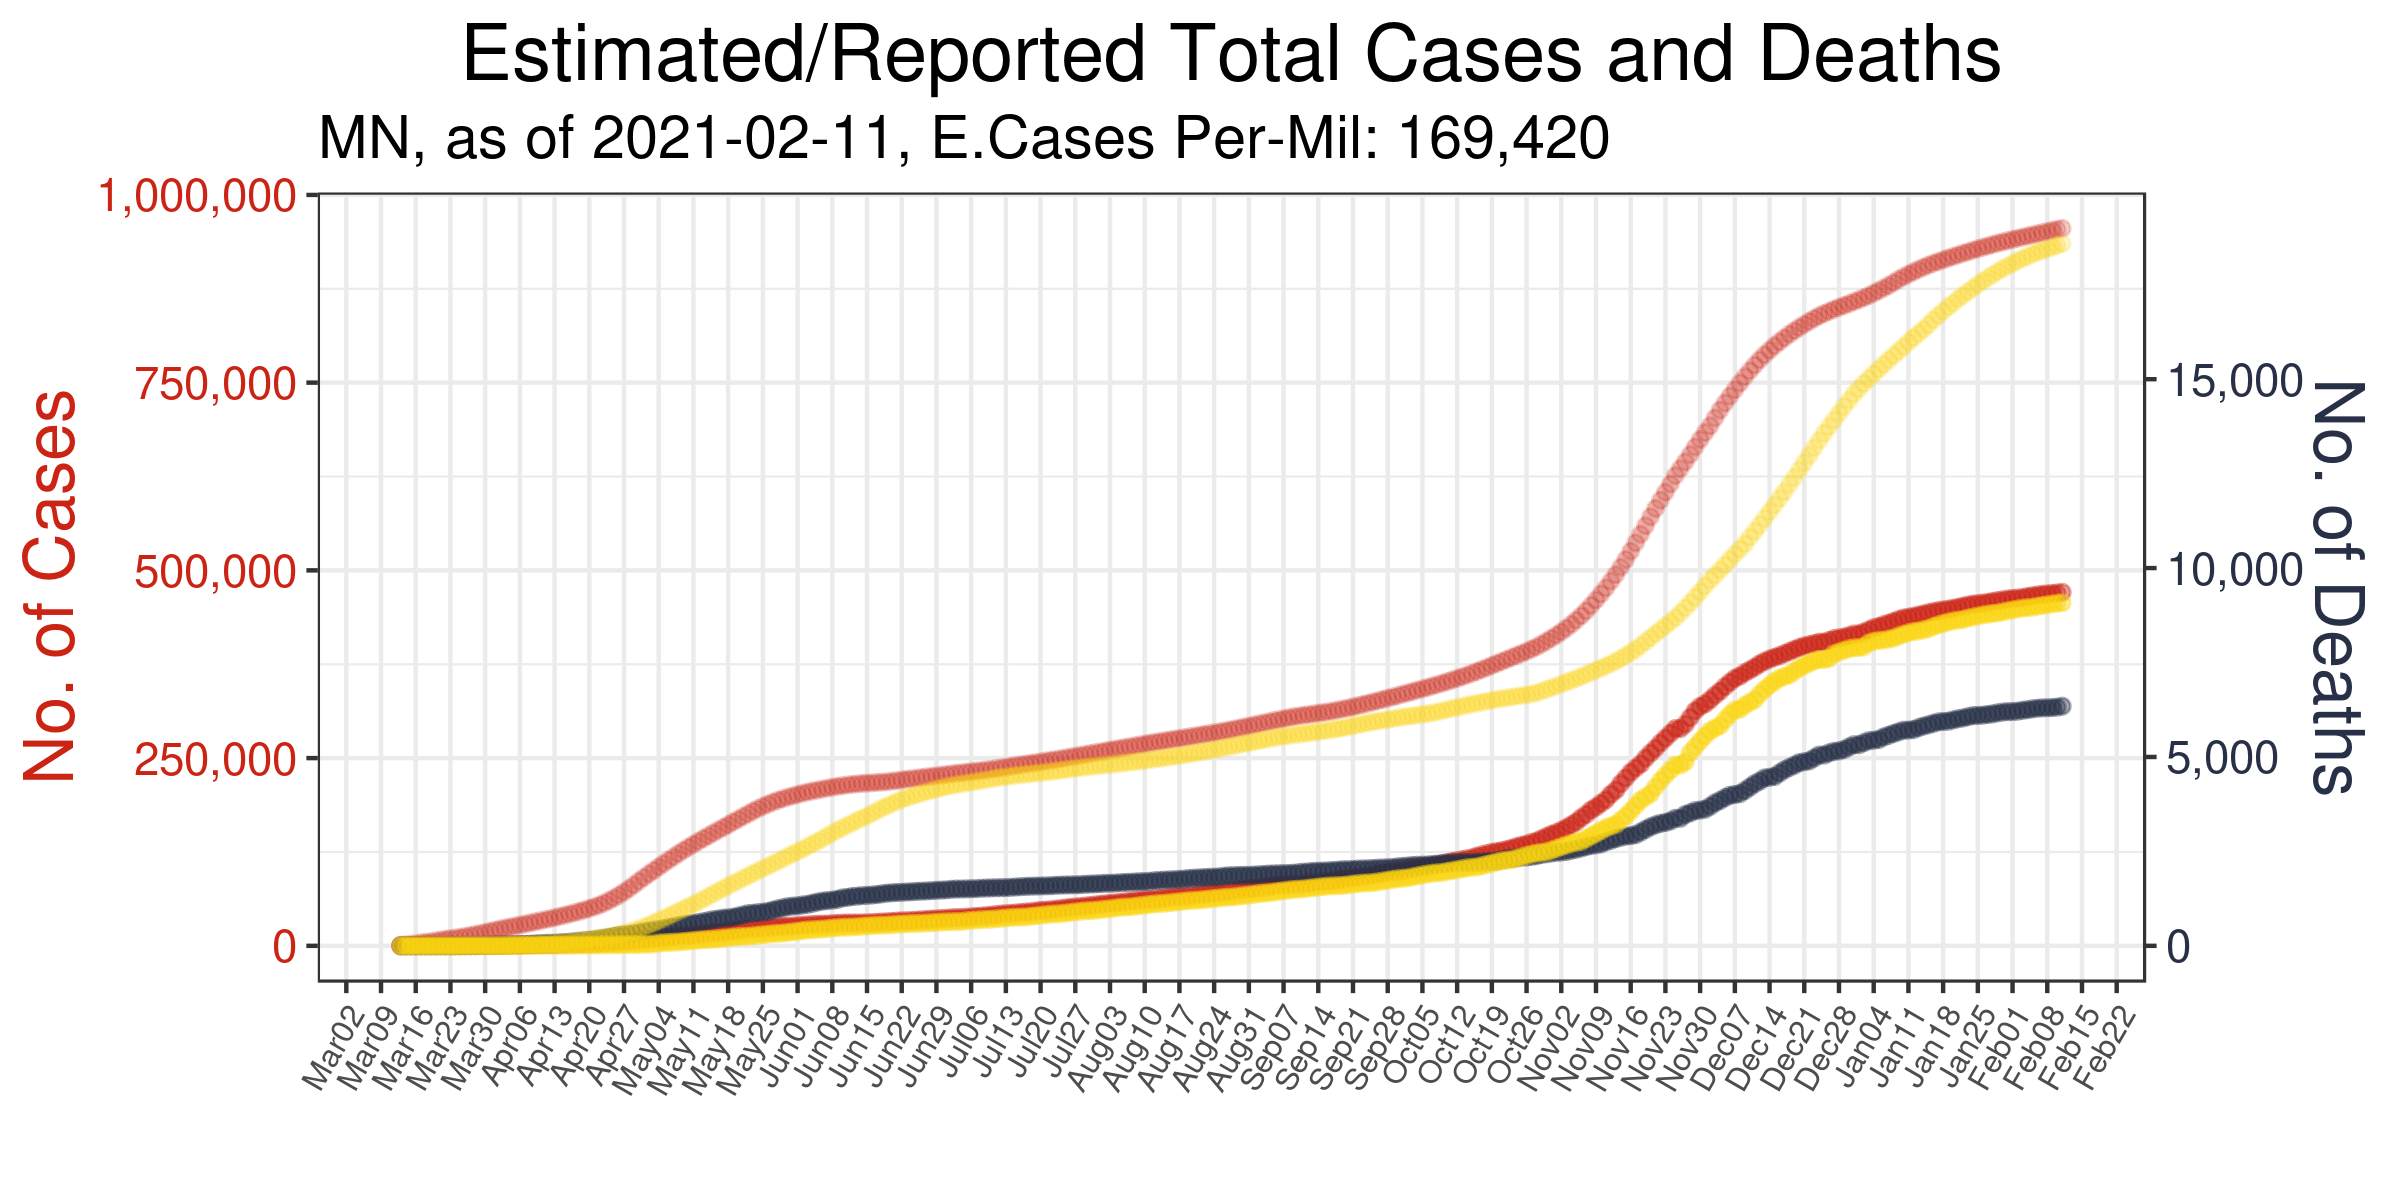 Estimated/Reported Total Cases and Deaths
MN, as of 2021-02-11, E.Cases Per-Mil: 169,420
No. of Cases
1,000,000
750,000
500,000
250,000
0
15,000
10,000
5,000
0
No. of Deaths
Mar02
Mar09
Mar16
Mar23
Mar30
Apr06
Apr13
Apr20
Apr27
May04
May11
May18
May25
Jun01
Jun08
Jun15
Jun22
Jun29
Jul06
Jul13
Jul20
Jul27
Aug03
Aug10
Aug17
Aug24
Aug31
Sep07
Sep14
Sep21
Sep28
Oct05
Oct12
Oct19
Oct26
Nov02
Nov09
Nov16
Nov23
Nov30
Dec07
Dec14
Dec21
Dec28
Jan04
Jan11
Jan18
Jan25
Feb01
Feb08
Feb15
Feb22